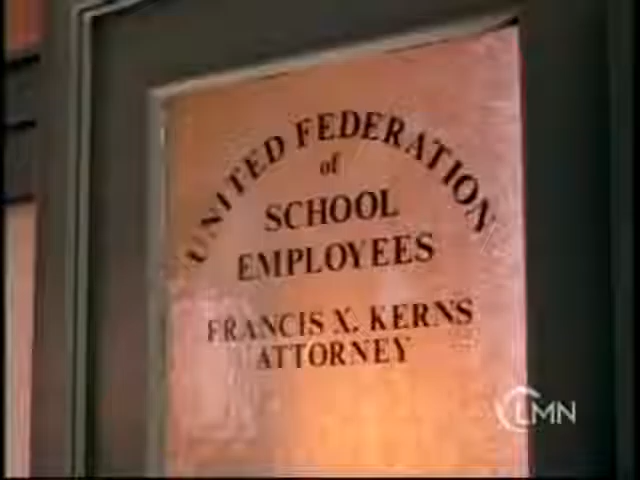 UNITED FEDERATION
of
SCHOOL
EMPLOYEES
FRANCIS X. KERNS
ATTORNEY
LMN